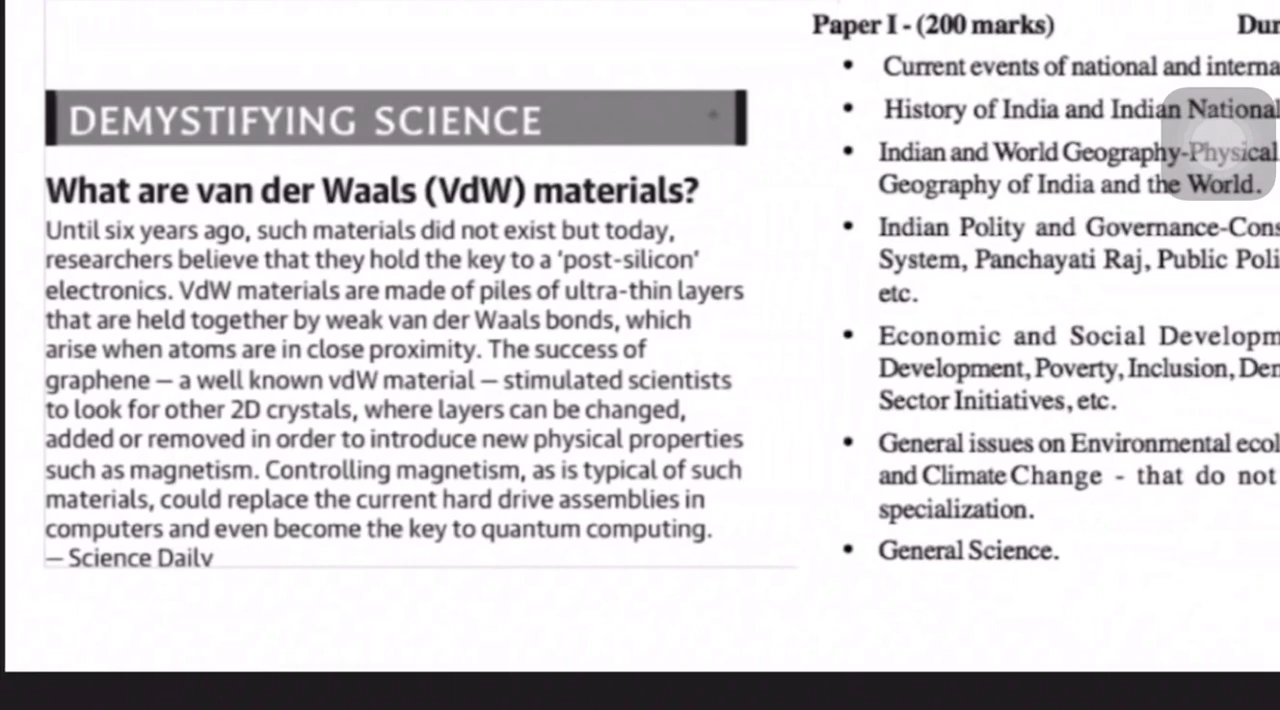 DEMYSTIFYING SCIENCE
What are van der Waals (VdW) materials?
Until six years ago, such materials did not exist but today,
researchers believe that they hold the key to a 'post-silicon'
electronics. VdW materials are made of piles of ultra-thin layers
that are held together by weak van der Waals bonds, which
arise when atoms are in close proximity. The success of
graphene — a well known vdW material — stimulated scientists
to look for other 2D crystals, where layers can be changed,
added or removed in order to introduce new physical properties
such as magnetism. Controlling magnetism, as is typical of such
materials, could replace the current hard drive assemblies in
computers and even become the key to quantum computing.
— Science Daily
Paper I - (200 marks) Dur
• Current events of national and interna
• History of India and Indian National
• Indian and World Geography-Physical,
Geography of India and the World.
• Indian Polity and Governance-Cons
System, Panchayati Raj, Public Poli
etc.
• Economic and Social Developm
Development, Poverty, Inclusion, Den
Sector Initiatives, etc.
• General issues on Environmental ecol
and Climate Change - that do not
specialization.
• General Science.